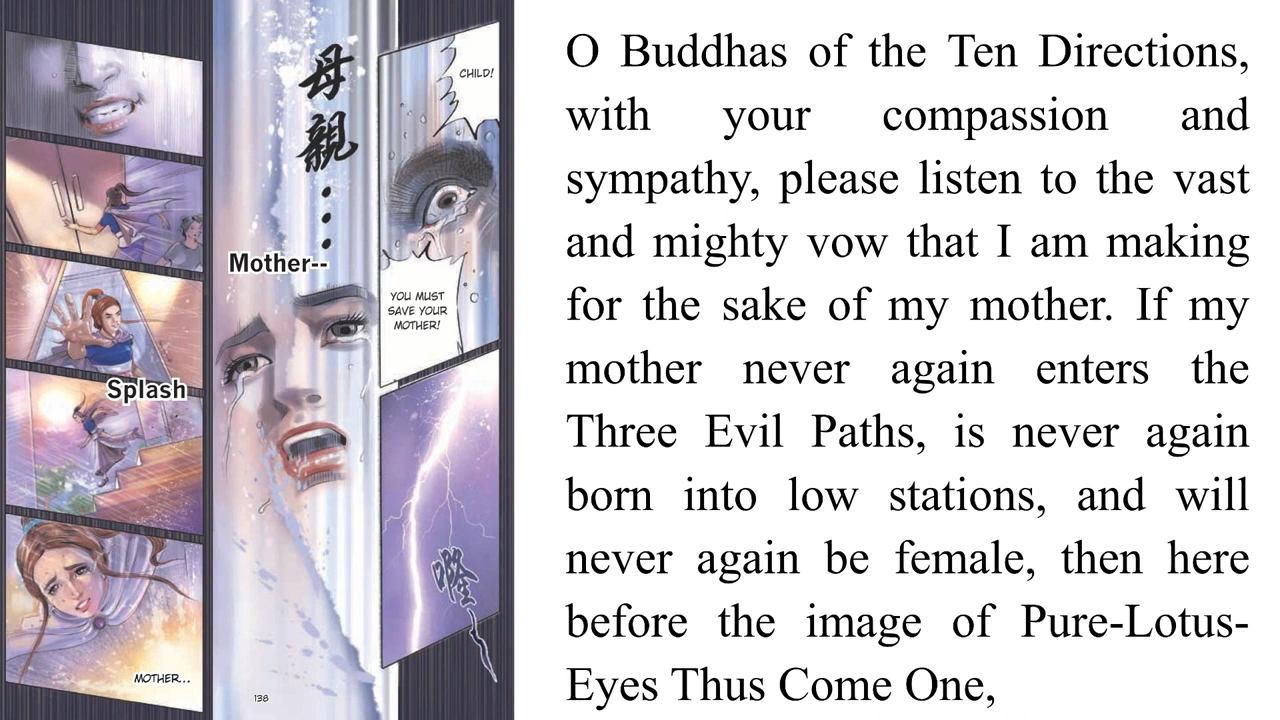 CHILD!
YOU MUST
SAVE YOUR
MOTHER!
嚨
母親...
Mother--
138
Splash
MOTHER...
O Buddhas of the Ten Directions,
with your compassion and
sympathy, please listen to the vast
and mighty vow that I am making
for the sake of my mother. If my
mother never again enters the
Three Evil Paths, is never again
born into low stations, and will
never again be female, then here
before the image of Pure-Lotus-
Eyes Thus Come One,